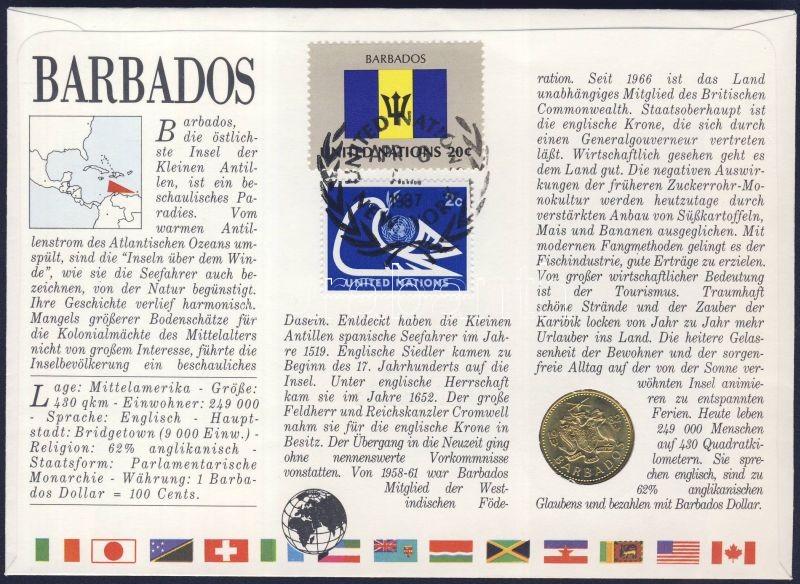 BARBADOS
Barbados,
die östlich-
ste Insel der
Kleinen Antil-
len, ist ein be-
schauliches Pa-
radies. Vom
warmen Antil-
lenstrom des Atlantischen Ozeans um-
spült, sind die "Inseln über dem Win-
de", wie sie die Seefahrer auch be-
zeichnen, von der Natur begünstigt.
Ihre Geschichte verlief harmonisch.
Mangels größerer Bodenschätze für
die Kolonialmächte des Mittelalters
nicht von großem Interesse, führte die
Inselbevölkerung ein beschauliches
Lage: Mittelamerika - Größe:
430 qkm - Einwohner: 249 000
- Sprache: Englisch - Haupt-
stadt: Bridgetown (9 000 Einw.) -
Religion: 62% anglikanisch -
Staatsform: Parlamentarische
Monarchie - Währung: 1 Barba-
dos Dollar = 100 Cents.
BARBADOS
UNITED NATIONS 20c
UNITED NATIONS
1987
NEW YORK
2c
UNITED NATIONS
Dasein. Entdeckt haben die Kleinen
Antillen spanische Seefahrer im Jah-
re 1519. Englische Siedler kamen zu
Beginn des 17. Jahrhunderts auf die
Insel. Unter englische Herrschaft
kam sie im Jahre 1652. Der große
Feldherr und Reichskanzler Cromwell
nahm sie für die englische Krone in
Besitz. Der Übergang in die Neuzeit ging
ohne nennenswerte Vorkommnisse
vonstatten. Von 1958-61 war Barbados
Mitglied der West-
indischen Föde-
ration. Seit 1966 ist das Land
unabhängiges Mitglied des Britischen
Commonwealth. Staatsoberhaupt ist
die englische Krone, die sich durch
einen Generalgouverneur vertreten
läßt. Wirtschaftlich gesehen geht es
dem Land gut. Die negativen Auswir-
kungen der früheren Zuckerrohr-Mo-
nokultur werden heutzutage durch
verstärkten Anbau von Süßkartoffeln,
Mais und Bananen ausgeglichen. Mit
modernen Fangmethoden gelingt es der
Fischindustrie, gute Erträge zu erzielen.
Von großer wirtschaftlicher Bedeutung
ist der Tourismus. Traumhaft
schöne Strände und der Zauber der
Karibik locken von Jahr zu Jahr mehr
Urlauber ins Land. Die heitere Gelas-
senheit der Bewohner und der sorgen-
freie Alltag auf der von der Sonne ver-
wöhnten Insel animie-
ren zu entspannten
Ferien. Heute leben
249 000 Menschen
auf 430 Quadratki-
lometern. Sie spre-
chen englisch, sind zu
62% anglikanischen
Glaubens und bezahlen mit Barbados Dollar.
BARBADOS